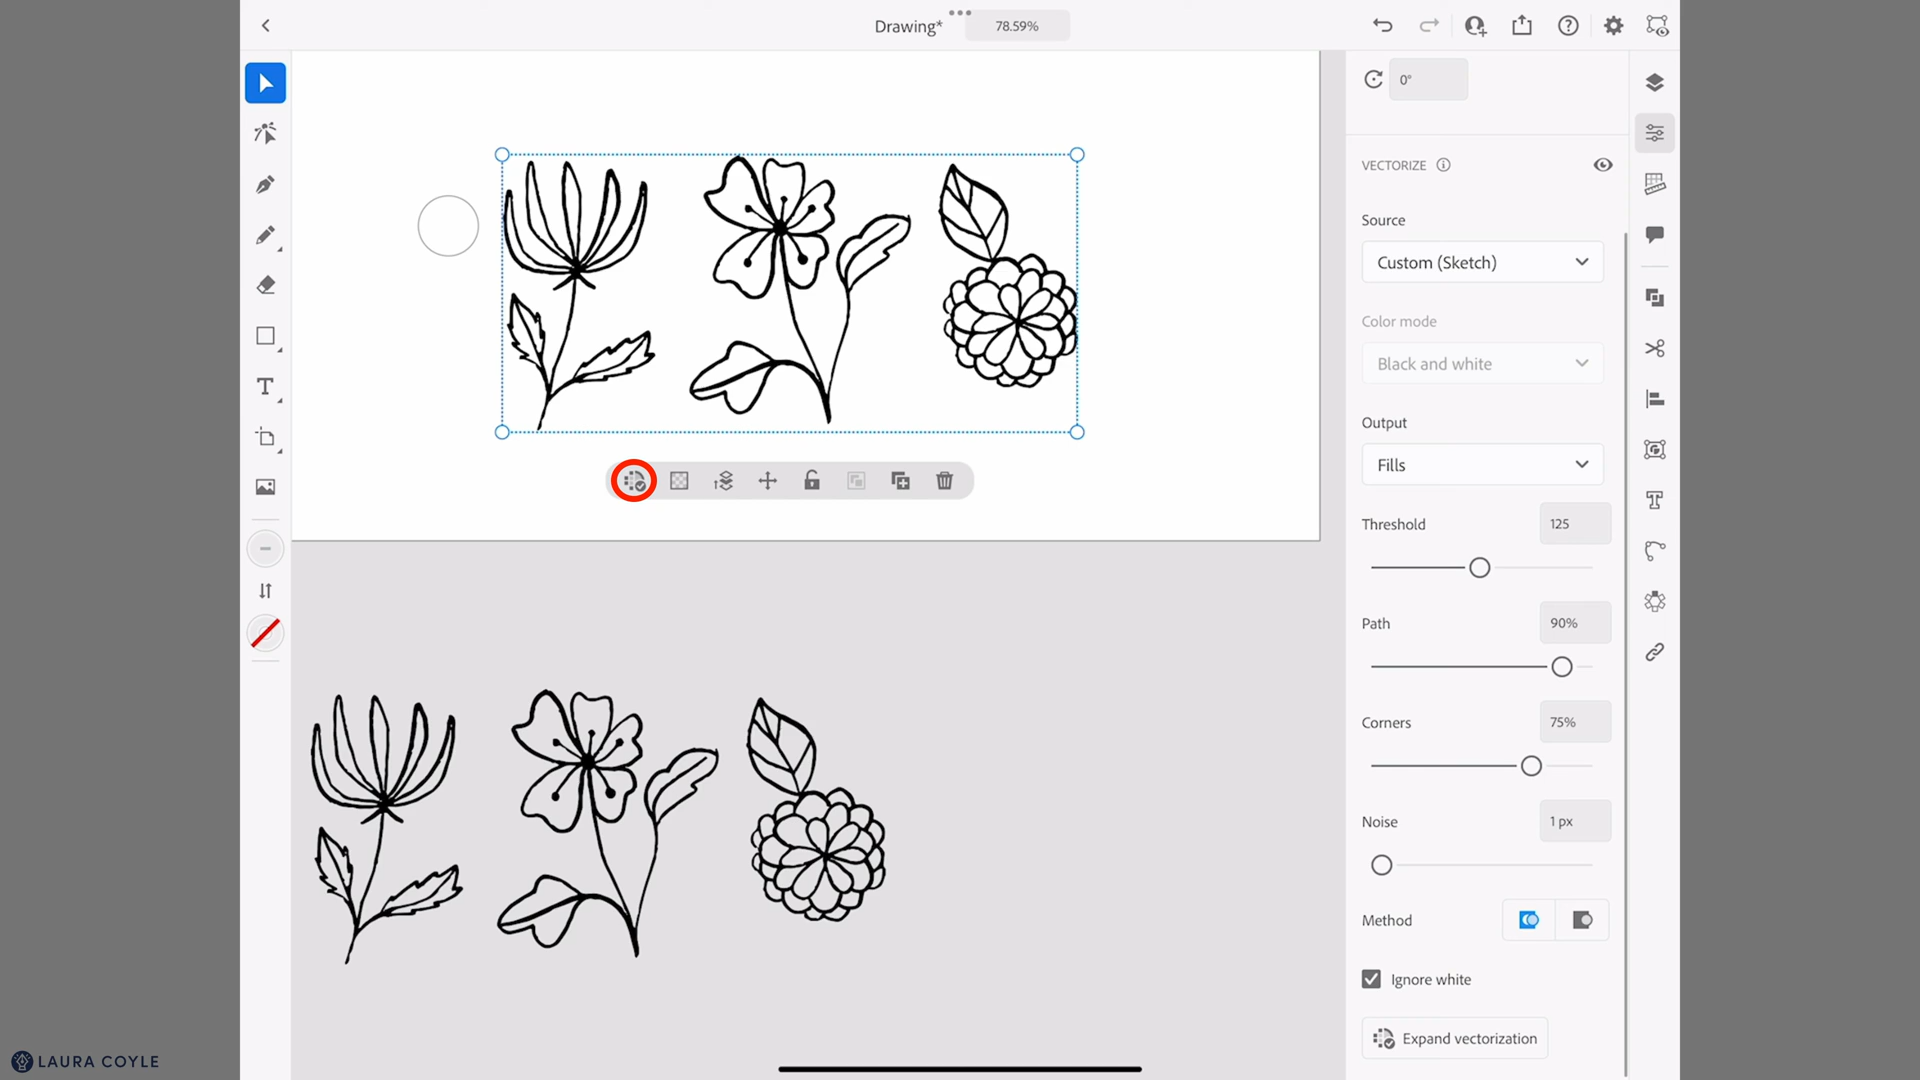 Drawing*
78.59%
0°
VECTORIZE
Source
Custom (Sketch)
Color mode
Black and white
Output
Fills
Threshold
125
Path
90%
Corners
75%
Noise
1 px
Method
Ignore white
Expand vectorization
LAURA COYLE